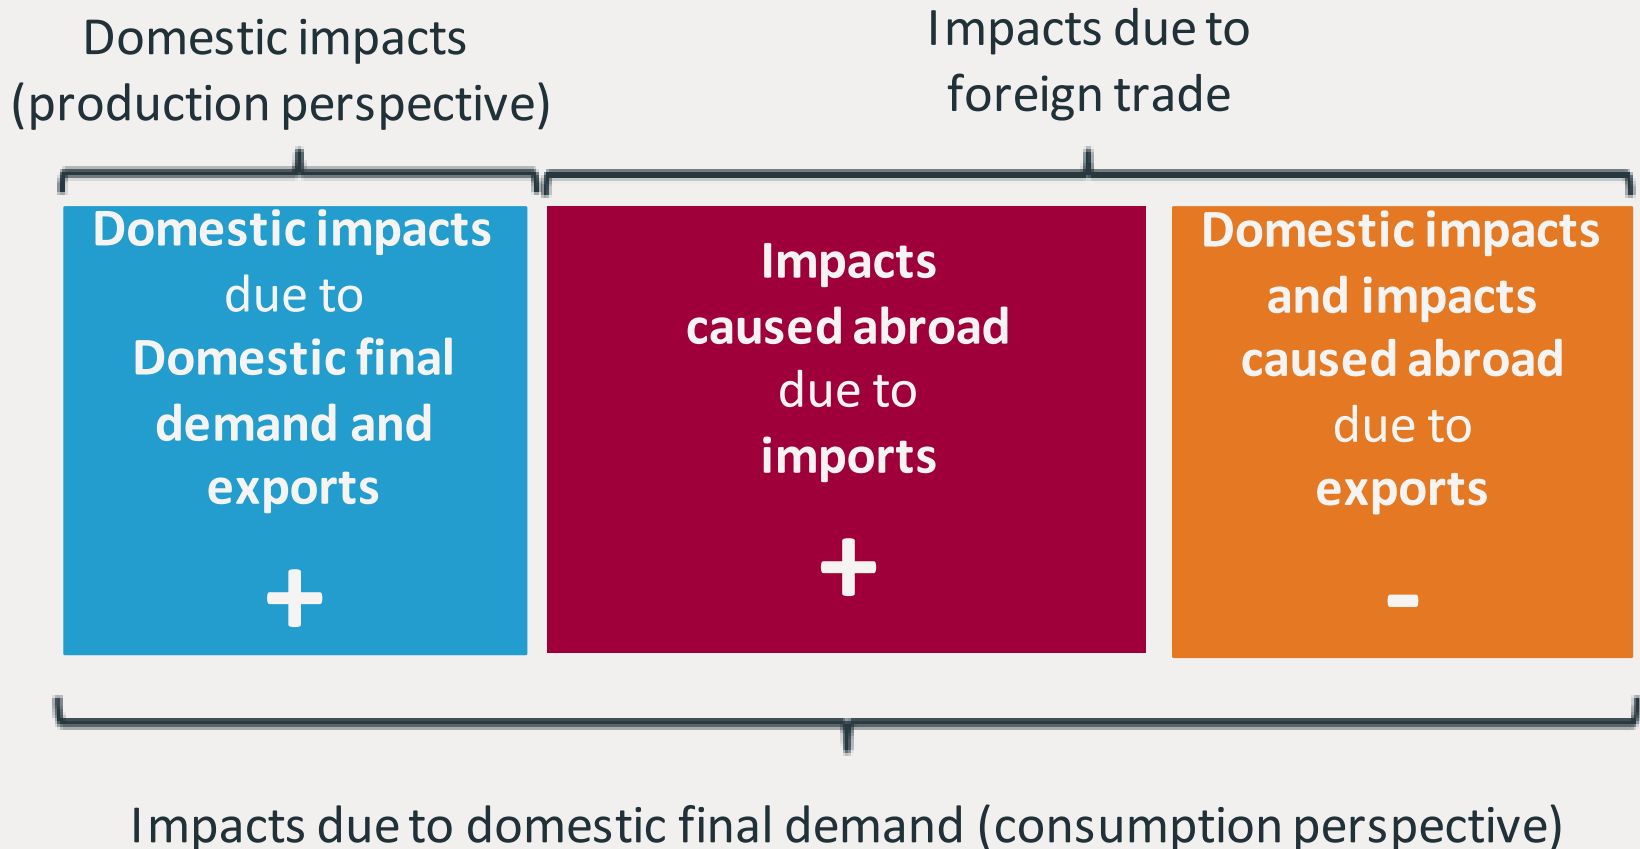 Domestic impacts
(production perspective)
Impacts due to
foreign trade
Domestic impacts
due to
Domestic final
demand and
exports
+
Impacts
caused abroad
due to
imports
+
Domestic impacts
and impacts
caused abroad
due to
exports
-
Impacts due to domestic final demand (consumption perspective)